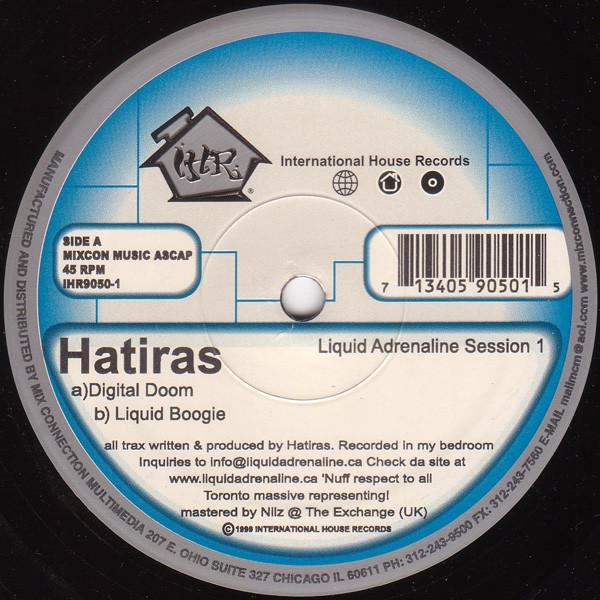 IHR
®
International House Records
SIDE A
MIXCON MUSIC ASCAP
45 RPM
IHR9050-1
7 13405 90501 5
Hatiras
Liquid Adrenaline Session 1
a)Digital Doom
b) Liquid Boogie
all trax written & produced by Hatiras. Recorded in my bedroom
Inquiries to info@liquidadrenaline.ca Check da site at
www.liquidadrenaline.ca 'Nuff respect to all
Toronto massive representing!
mastered by Nilz @ The Exchange (UK)
©1999 INTERNATIONAL HOUSE RECORDS
MANUFACTURED AND DISTRIBUTED BY MIX CONNECTION MULTIMEDIA 207 E. OHIO SUITE 327 CHICAGO IL 60611 PH: 312-243-9500 FX: 312-243-7560 E-MAIL mailmcm@aol.com www.mixconnection.com